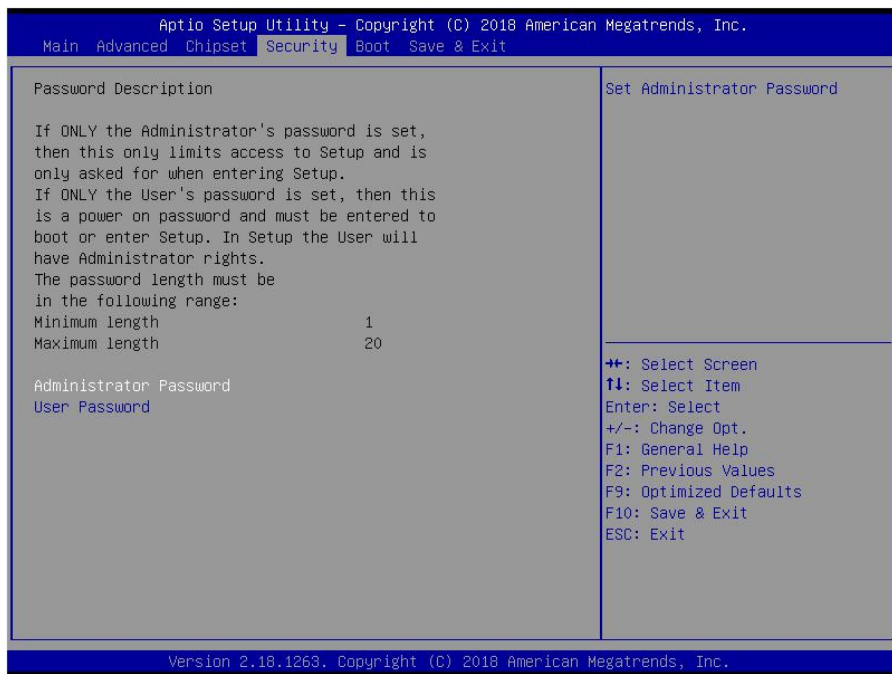 Aptio Setup Utility – Copyright (C) 2018 American Megatrends, Inc.
Main Advanced Chipset Security Boot Save & Exit
Password Description
If ONLY the Administrator's password is set,
then this only limits access to Setup and is
only asked for when entering Setup.
If ONLY the User's password is set, then this
is a power on password and must be entered to
boot or enter Setup. In Setup the User will
have Administrator rights.
The password length must be
in the following range:
Minimum length 1
Maximum length 20
Administrator Password
User Password
Set Administrator Password
→←: Select Screen
↑↓: Select Item
Enter: Select
+/-: Change Opt.
F1: General Help
F2: Previous Values
F9: Optimized Defaults
F10: Save & Exit
ESC: Exit
Version 2.18.1263. Copyright (C) 2018 American Megatrends, Inc.